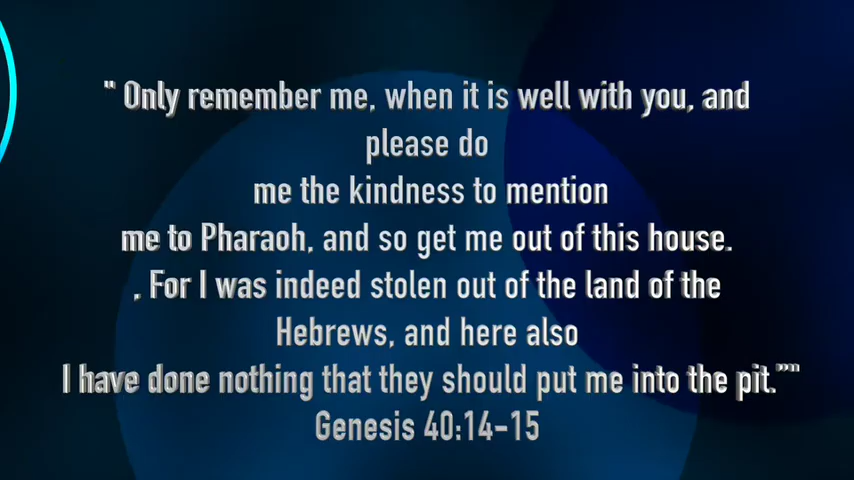 " Only remember me, when it is well with you, and
please do
me the kindness to mention
me to Pharaoh, and so get me out of this house.
, For I was indeed stolen out of the land of the
Hebrews, and here also
I have done nothing that they should put me into the pit.”"
Genesis 40:14-15